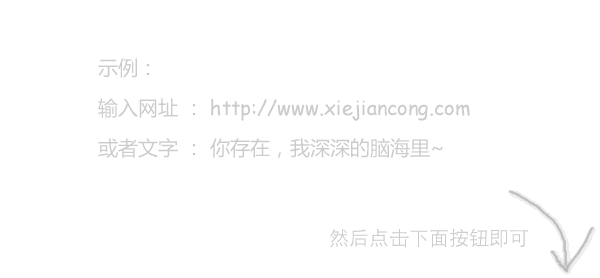 示例：
输入网址 ： http://www.xiejiancong.com
或者文字 ： 你存在，我深深的脑海里~
然后点击下面按钮即可